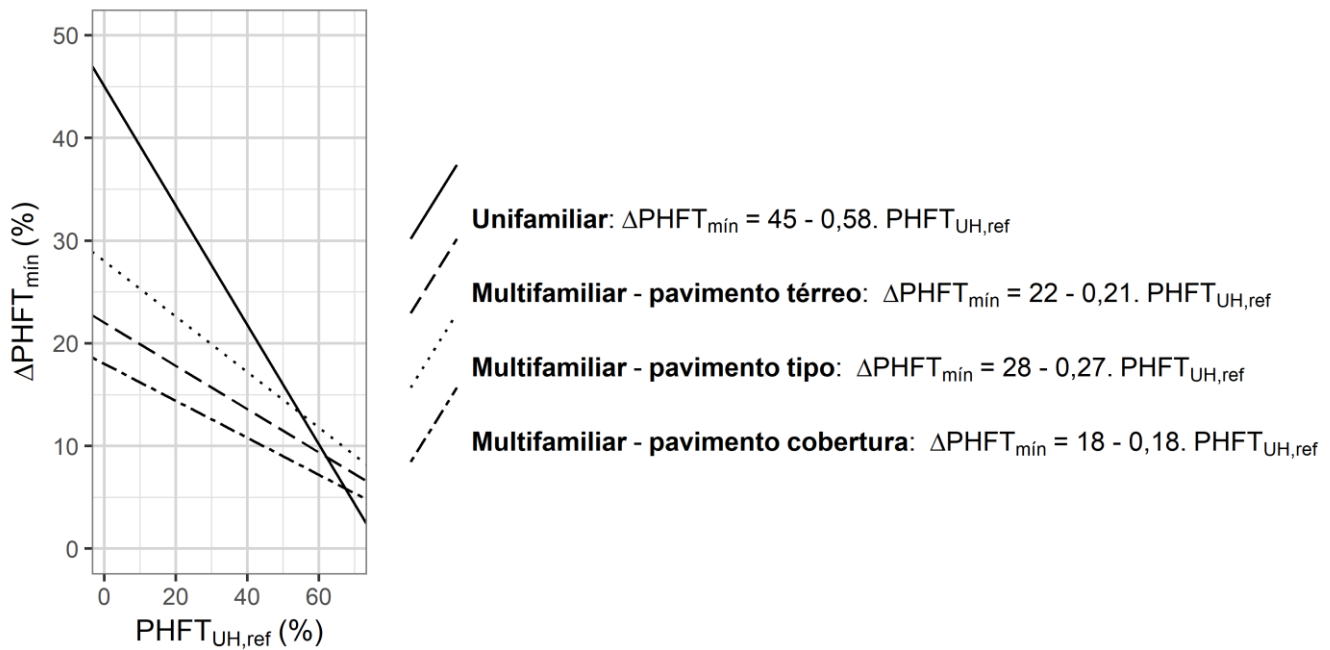 50
40
30
20
10
0
ΔPHFTmín (%)
0 20 40 60
PHFTUH,ref (%)
Unifamiliar: ΔPHFTmín = 45 - 0,58. PHFTUH,ref
Multifamiliar - pavimento térreo: ΔPHFTmín = 22 - 0,21. PHFTUH,ref
Multifamiliar - pavimento tipo: ΔPHFTmín = 28 - 0,27. PHFTUH,ref
Multifamiliar - pavimento cobertura: ΔPHFTmín = 18 - 0,18. PHFTUH,ref